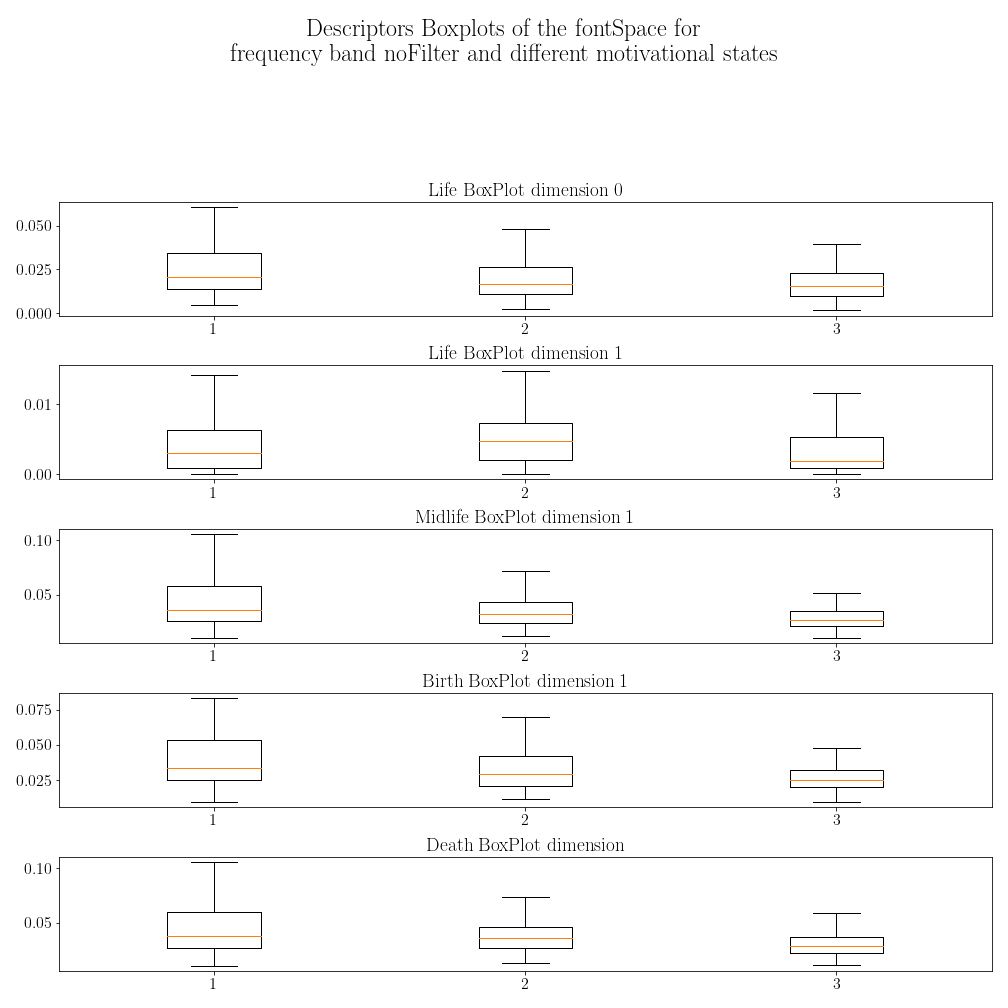 Descriptors Boxplots of the fontSpace for
frequency band noFilter and different motivational states
Life BoxPlot dimension 0
0.050
0.025
0.000
1 2 3
Life BoxPlot dimension 1
0.01
0.00
1 2 3
Midlife BoxPlot dimension 1
0.10
0.05
1 2 3
Birth BoxPlot dimension 1
0.075
0.050
0.025
1 2 3
Death BoxPlot dimension
0.10
0.05
1 2 3